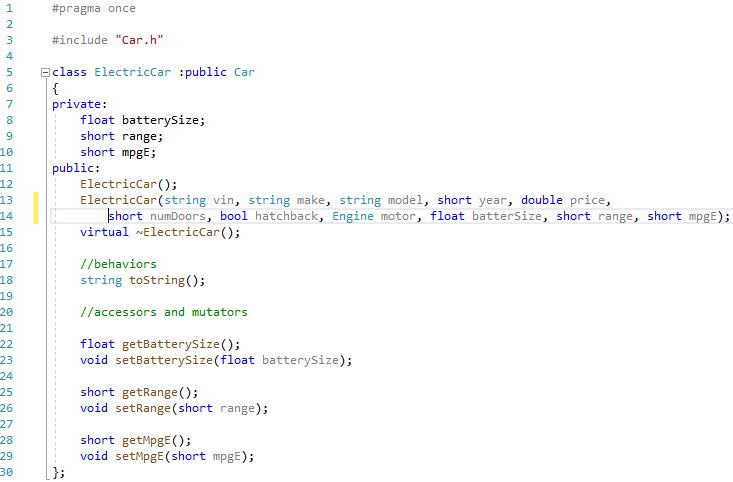 1 #pragma once
2
3 #include "Car.h"
4
5 class ElectricCar :public Car
6 {
7 private:
8 float batterySize;
9 short range;
10 short mpgE;
11 public:
12 ElectricCar();
13 ElectricCar(string vin, string make, string model, short year, double price,
14 short numDoors, bool hatchback, Engine motor, float batterSize, short range, short mpgE);
15 virtual ~ElectricCar();
16
17 //behaviors
18 string toString();
19
20 //accessors and mutators
21
22 float getBatterySize();
23 void setBatterySize(float batterySize);
24
25 short getRange();
26 void setRange(short range);
27
28 short getMpgE();
29 void setMpgE(short mpgE);
30 };